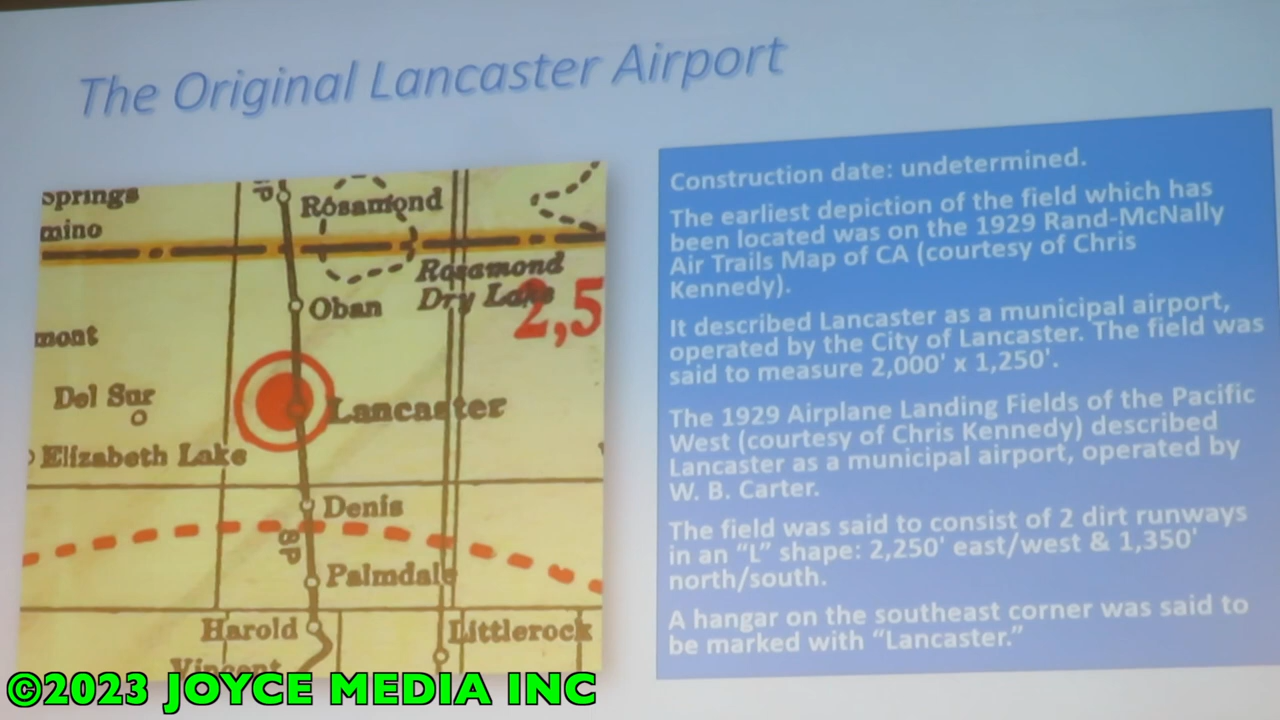 The Original Lancaster Airport
Springs
mino
Rosamond
Rosamond
Dry Lake
2,5
Oban
mont
Del Sur
Lancaster
Elizabeth Lake
Denis
SP
Palmdale
Harold
Littlerock
Vincent
Construction date: undetermined.
The earliest depiction of the field which has
been located was on the 1929 Rand-McNally
Air Trails Map of CA (courtesy of Chris
Kennedy).
It described Lancaster as a municipal airport,
operated by the City of Lancaster. The field was
said to measure 2,000' x 1,250'.
The 1929 Airplane Landing Fields of the Pacific
West (courtesy of Chris Kennedy) described
Lancaster as a municipal airport, operated by
W. B. Carter.
The field was said to consist of 2 dirt runways
in an "L" shape: 2,250' east/west & 1,350'
north/south.
A hangar on the southeast corner was said to
be marked with "Lancaster."
©2023 JOYCE MEDIA INC